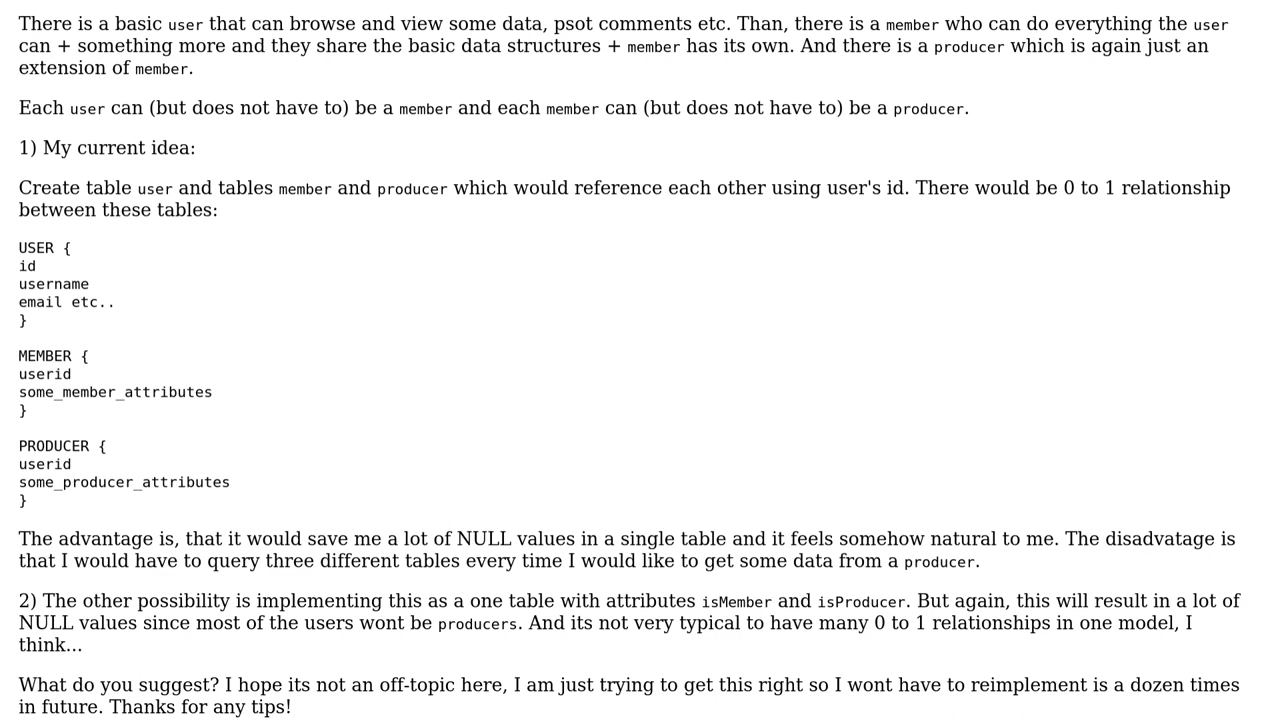 There is a basic user that can browse and view some data, psot comments etc. Than, there is a member who can do everything the user
can + something more and they share the basic data structures + member has its own. And there is a producer which is again just an
extension of member.
Each user can (but does not have to) be a member and each member can (but does not have to) be a producer.
1) My current idea:
Create table user and tables member and producer which would reference each other using user's id. There would be 0 to 1 relationship
between these tables:
USER {
id
username
email etc..
}
MEMBER {
userid
some_member_attributes
}
PRODUCER {
userid
some_producer_attributes
}
The advantage is, that it would save me a lot of NULL values in a single table and it feels somehow natural to me. The disadvatage is
that I would have to query three different tables every time I would like to get some data from a producer.
2) The other possibility is implementing this as a one table with attributes isMember and isProducer. But again, this will result in a lot of
NULL values since most of the users wont be producers. And its not very typical to have many 0 to 1 relationships in one model, I
think...
What do you suggest? I hope its not an off-topic here, I am just trying to get this right so I wont have to reimplement is a dozen times
in future. Thanks for any tips!